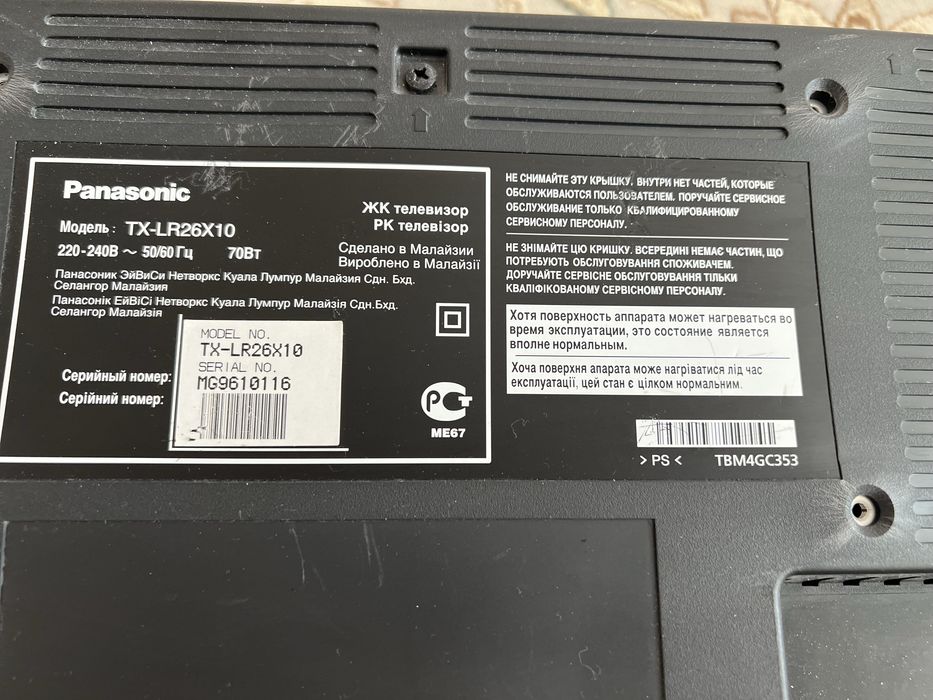 Panasonic
Модель : TX-LR26X10
220-240В ~ 50/60 Гц 70Вт
ЖК телевизор
РК телевізор
Сделано в Малайзии
Вироблено в Малайзії
Панасоник ЭйВиСи Нетворкс Куала Лумпур Малайзия Сдн. Бхд.
Селангор Малайзия
Панасонік ЕйВіСі Нетворкс Куала Лумпур Малайзія Сдн.Бхд.
Селангор Малайзія
MODEL NO.
TX-LR26X10
SERIAL NO.
MG9610116
Серийный номер:
Серійний номер:
РСТ
ME67
НЕ СНИМАЙТЕ ЭТУ КРЫШКУ. ВНУТРИ НЕТ ЧАСТЕЙ, КОТОРЫЕ
ОБСЛУЖИВАЮТСЯ ПОЛЬЗОВАТЕЛЕМ. ПОРУЧАЙТЕ СЕРВИСНОЕ
ОБСЛУЖИВАНИЕ ТОЛЬКО КВАЛИФИЦИРОВАННОМУ
СЕРВИСНОМУ ПЕРСОНАЛУ.
НЕ ЗНІМАЙТЕ ЦЮ КРИШКУ. ВСЕРЕДИНІ НЕМАЄ ЧАСТИН, ЩО
ПОТРЕБУЮТЬ ОБСЛУГОВУВАННЯ СПОЖИВАЧЕМ.
ДОРУЧАЙТЕ СЕРВІСНЕ ОБСЛУГОВУВАННЯ ТІЛЬКИ
КВАЛІФІКОВАНОМУ СЕРВІСНОМУ ПЕРСОНАЛУ.
Хотя поверхность аппарата может нагреваться во
время эксплуатации, это состояние является
вполне нормальным.
Хоча поверхня апарата може нагріватися під час
експлуатації, цей стан є цілком нормальним.
> PS < TBM4GC353